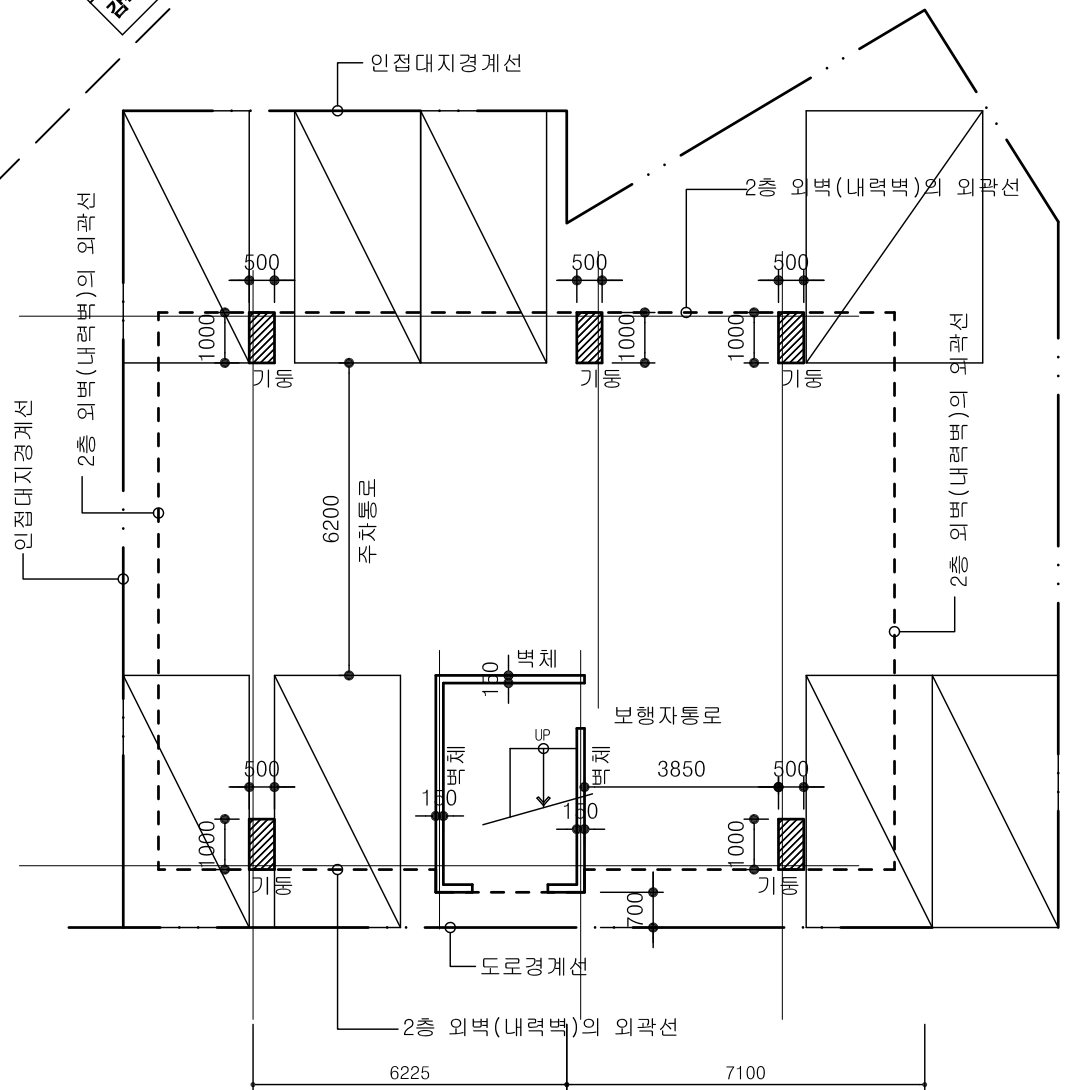 인접대지경계선
2층 외벽(내력벽)의 외곽선
2층 외벽(내력벽)의 외곽선
500
500
500
1000
1000
1000
기둥
기둥
기둥
2층 외벽(내력벽)의 외곽선
인접대지경계선
6200
주차통로
벽체
150
보행자통로
UP
벽체
벽체
3850
500
500
150
150
1000
1000
기둥
기둥
700
도로경계선
2층 외벽(내력벽)의 외곽선
6225
7100